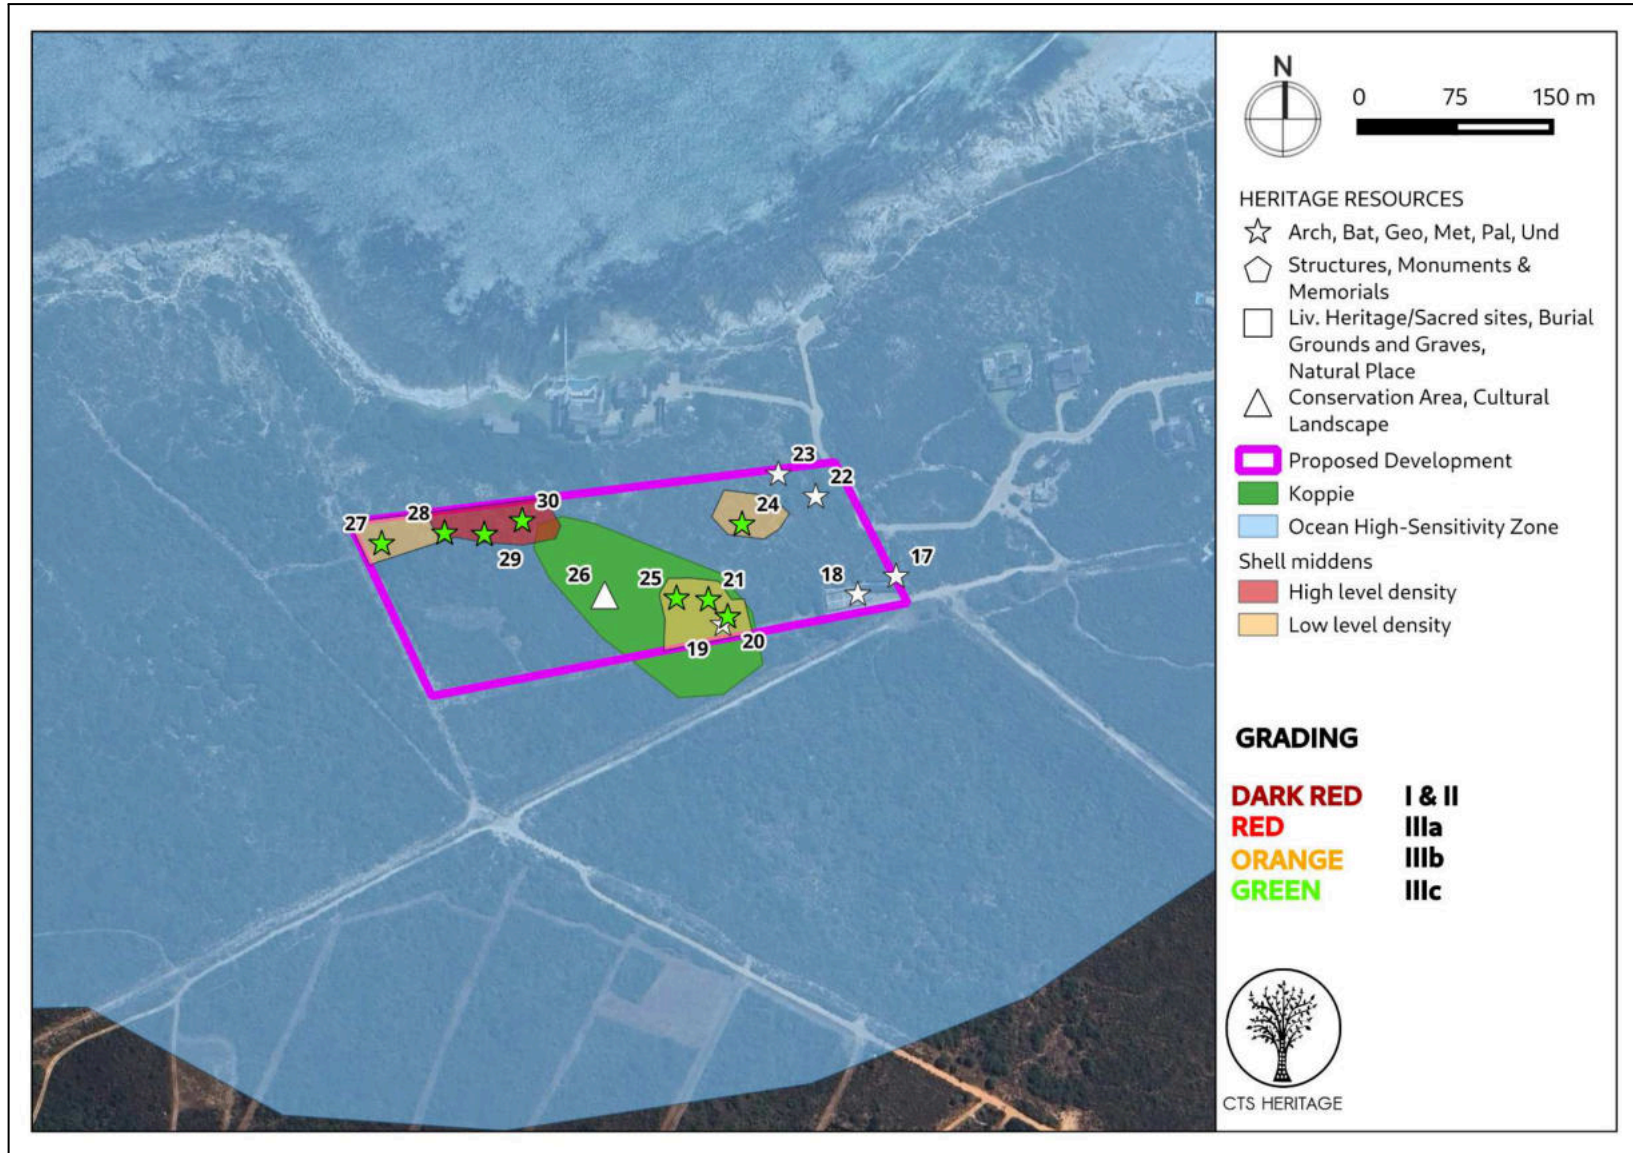 N
0 75 150 m
HERITAGE RESOURCES
Arch, Bat, Geo, Met, Pal, Und
Structures, Monuments &
Memorials
Liv. Heritage/Sacred sites, Burial
Grounds and Graves,
Natural Place
Conservation Area, Cultural
Landscape
Proposed Development
Koppie
Ocean High-Sensitivity Zone
Shell middens
High level density
Low level density
GRADING
DARK RED I & II
RED IIIa
ORANGE IIIb
GREEN IIIc
CTS HERITAGE
23
22
30
24
28
27
29
17
26
25
21
18
19
20